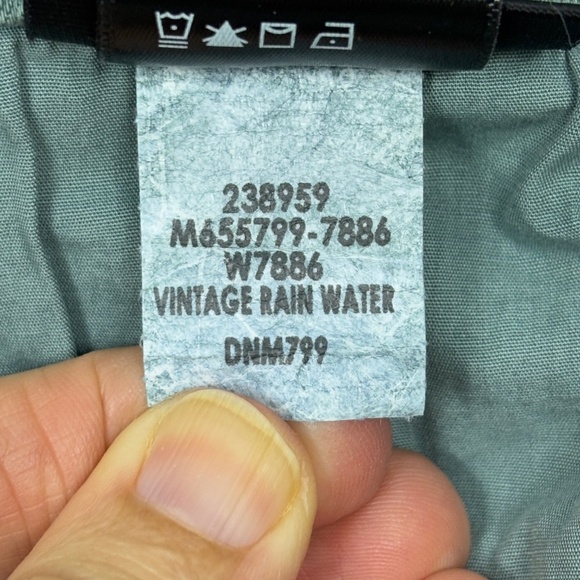 238959
M655799-7886
W7886
VINTAGE RAIN WATER
DNM799